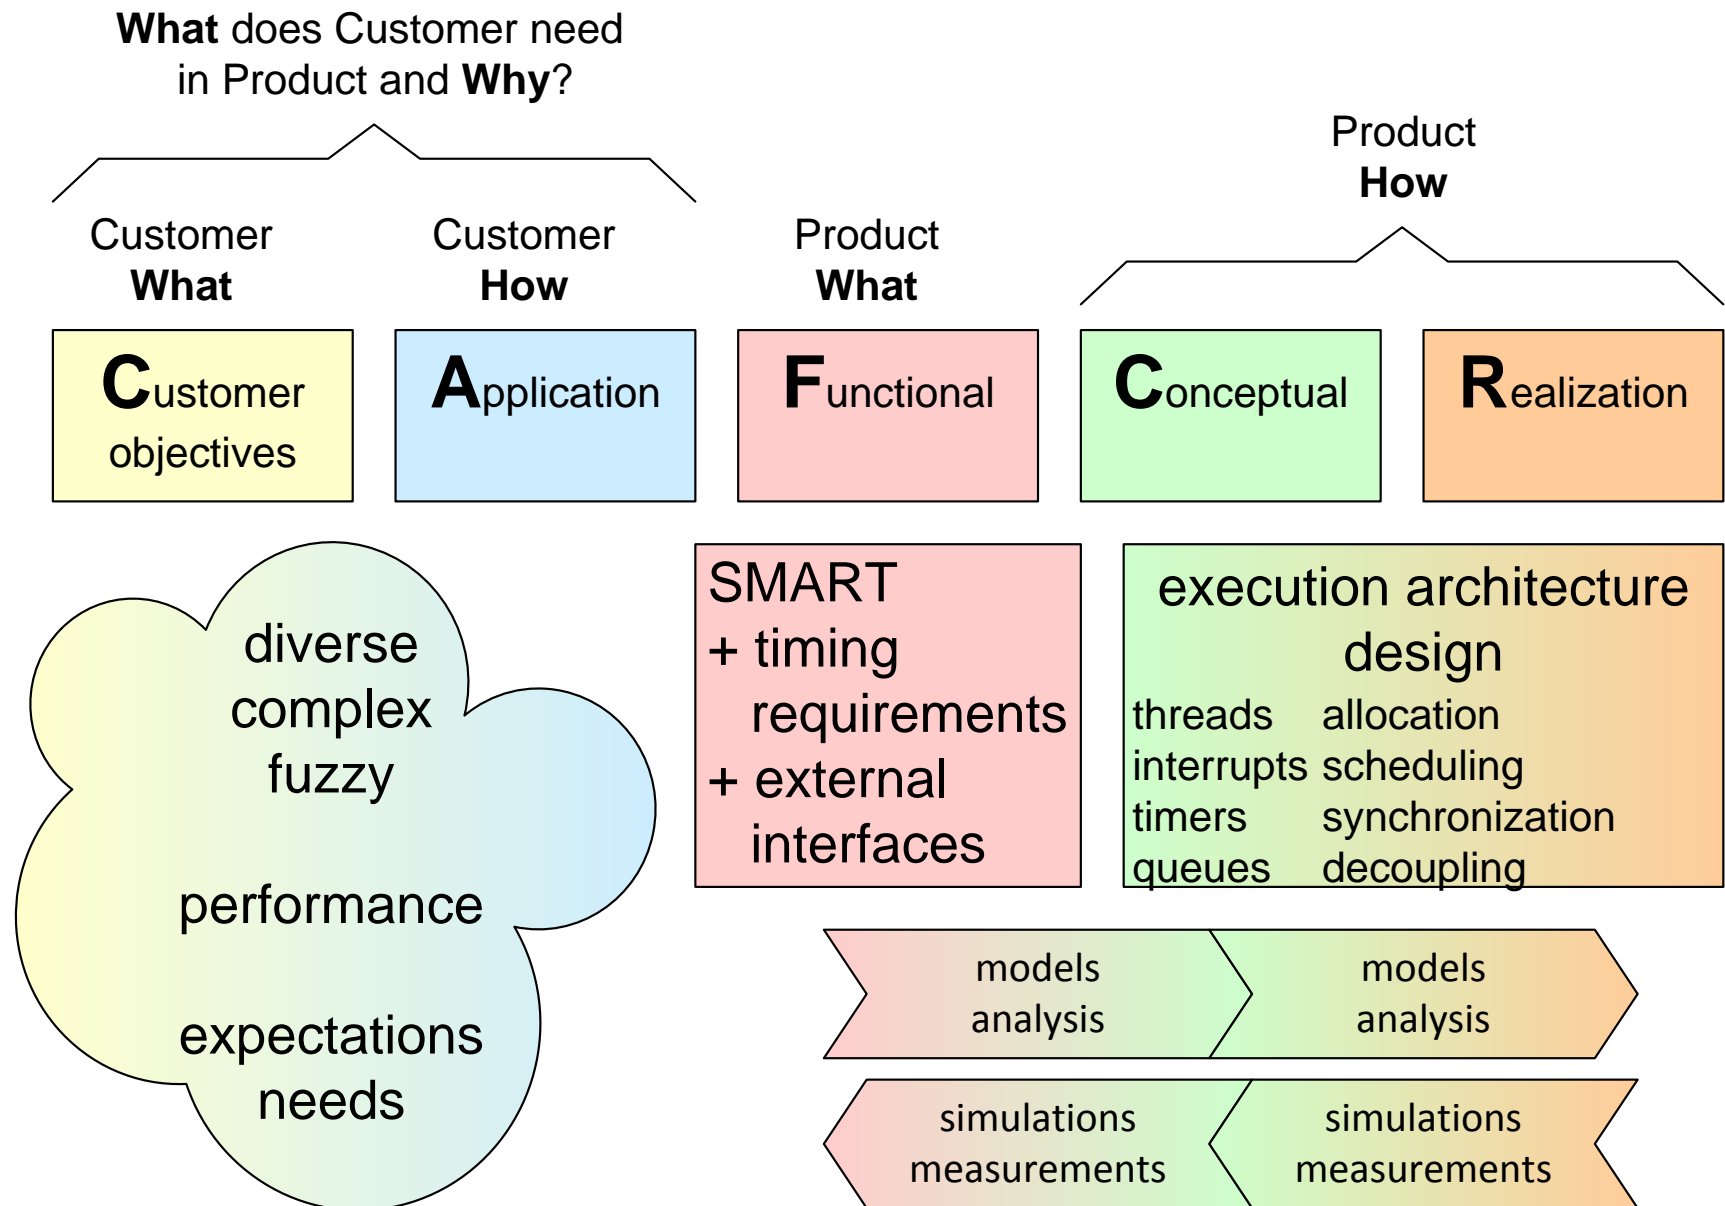 What does Customer need
in Product and Why?
Product
How
Customer
What
Customer
How
Product
What
Customer
objectives
Application
Functional
Conceptual
Realization
diverse
complex
fuzzy
performance
expectations
needs
SMART
+ timing
requirements
+ external
interfaces
execution architecture
design
threads allocation
interrupts scheduling
timers synchronization
queues decoupling
models
analysis
models
analysis
simulations
measurements
simulations
measurements